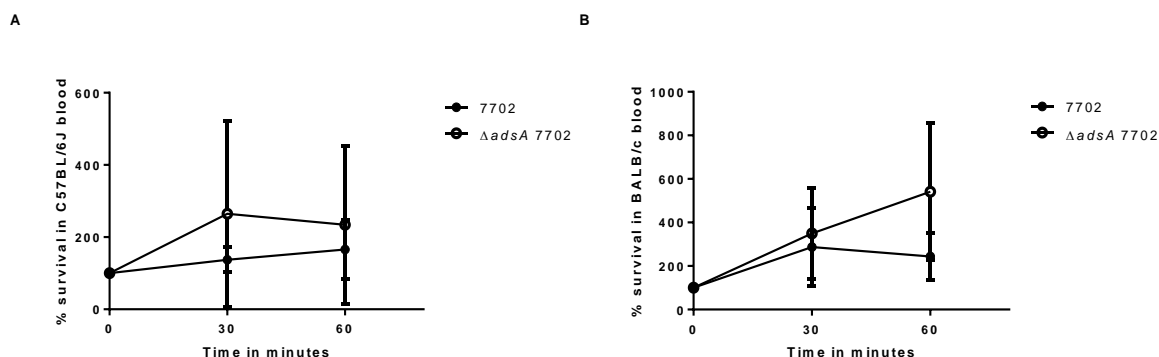 A
% survival in C57BL/6J blood
600
400
200
0
0 30 60
Time in minutes
7702
ΔadsA 7702
B
% survival in BALB/c blood
1000
800
600
400
200
0
0 30 60
Time in minutes
7702
ΔadsA 7702